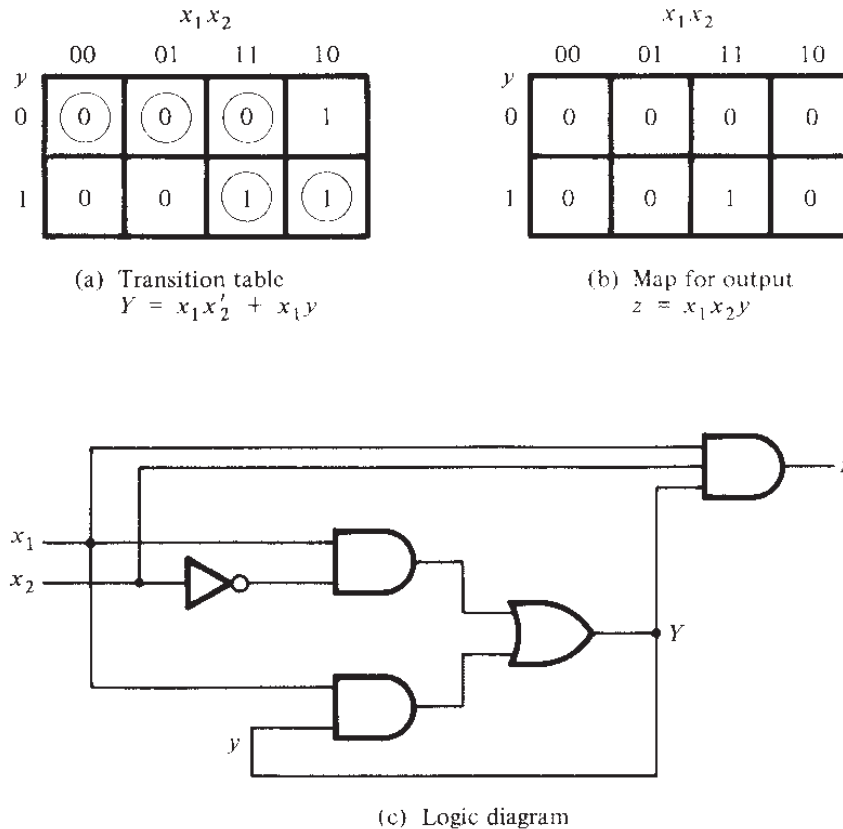 x₁x₂
00 01 11 10
y
0 0 0 0 1
1 0 0 1 1
(a) Transition table
Y = x₁x₂′ + x₁y
x₁x₂
00 01 11 10
y
0 0 0 0 0
1 0 0 1 0
(b) Map for output
z = x₁x₂y
x₁
x₂
Y
y
(c) Logic diagram